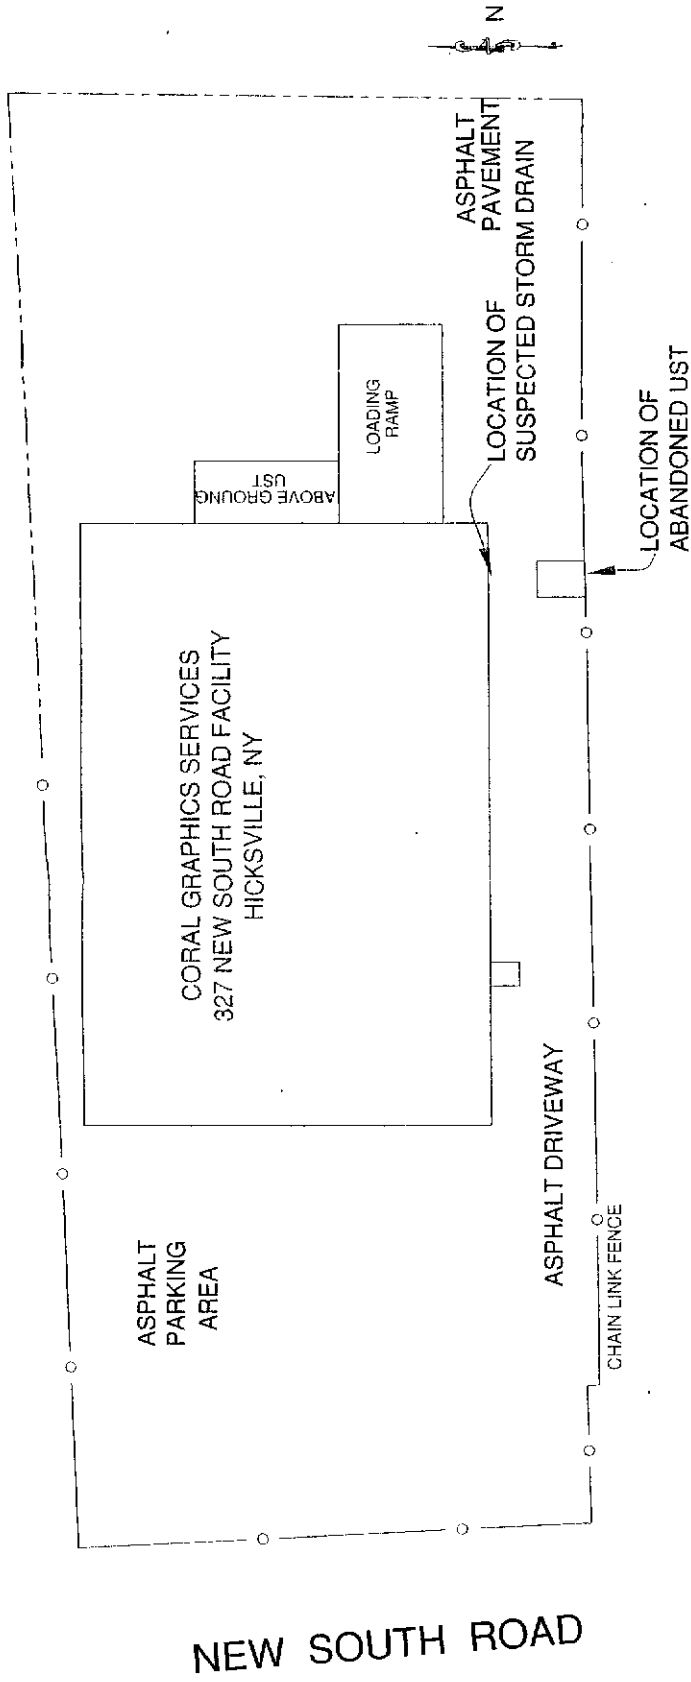 N
ASPHALT
PAVEMENT
LOCATION OF
SUSPECTED STORM DRAIN
LOADING
RAMP
ABOVE GROUNG
UST
LOCATION OF
ABANDONED UST
CORAL GRAPHICS SERVICES
327 NEW SOUTH ROAD FACILITY
HICKSVILLE, NY
ASPHALT DRIVEWAY
CHAIN LINK FENCE
ASPHALT
PARKING
AREA
NEW SOUTH ROAD